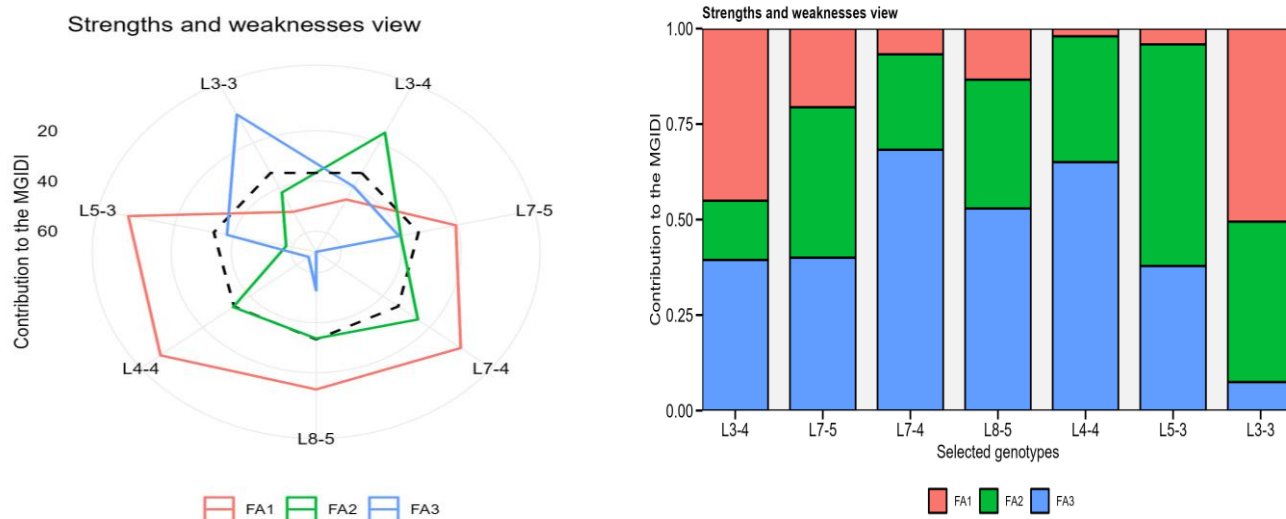 Strengths and weaknesses view
L3-3
L3-4
20
40
60
L5-3
L7-5
L4-4
L7-4
L8-5
Contribution to the MGIDI
FA1 FA2 FA3
Strengths and weaknesses view
1.00
0.75
0.50
0.25
0.00
Contribution to the MGIDI
L3-4 L7-5 L7-4 L8-5 L4-4 L5-3 L3-3
Selected genotypes
FA1 FA2 FA3